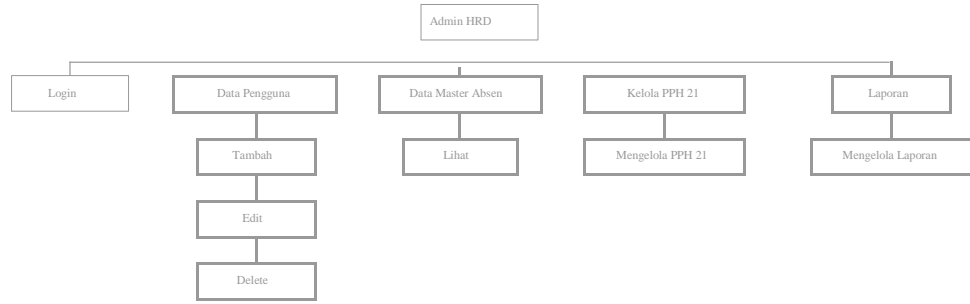 Admin HRD
Login
Data Pengguna
Data Master Absen
Kelola PPH 21
Laporan
Tambah
Lihat
Mengelola PPH 21
Mengelola Laporan
Edit
Delete